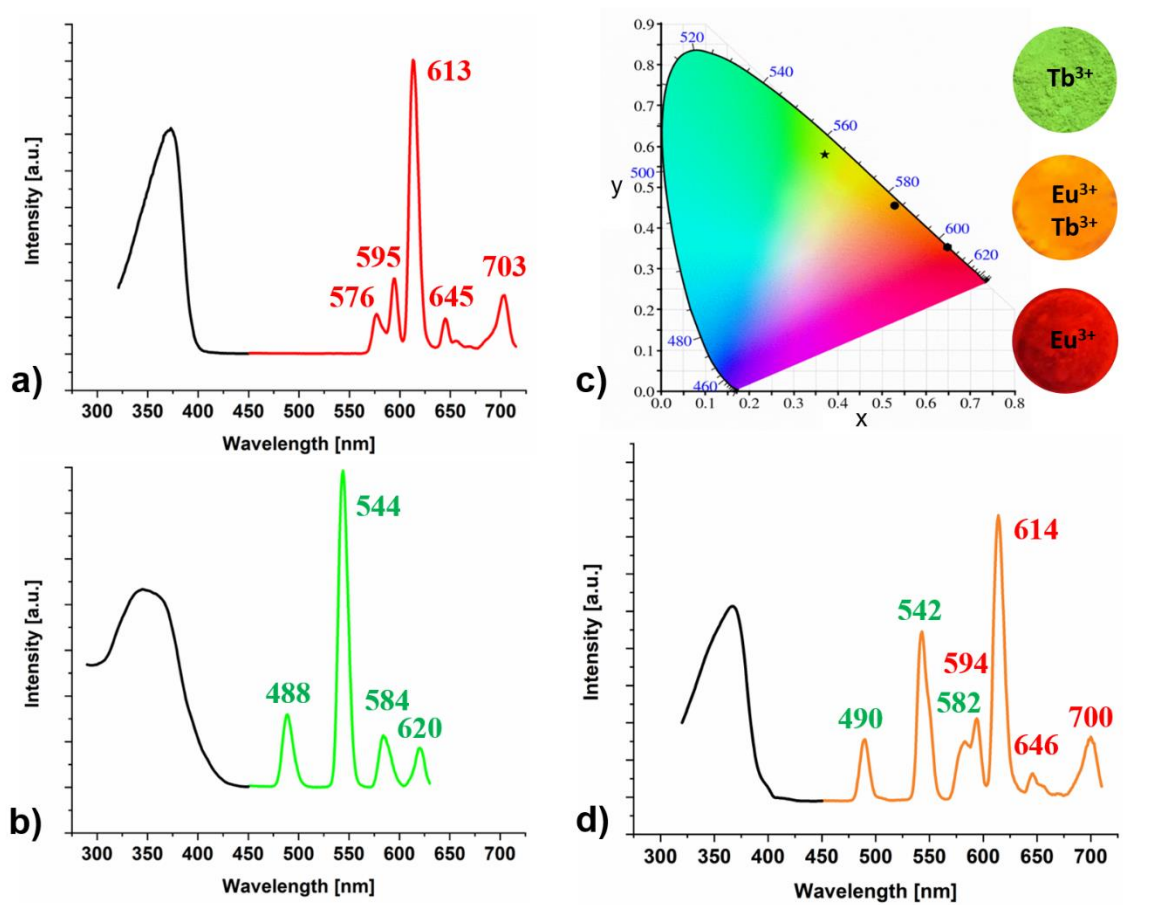 Intensity [a.u.]
613
595
703
576
645
a)
300 350 400 450 500 550 600 650 700
Wavelength [nm]
0.9
0.8
0.7
0.6
0.5
0.4
0.3
0.2
0.1
0.0
y
520
540
560
500
580
600
620
480
460
0.0 0.1 0.2 0.3 0.4 0.5 0.6 0.7 0.8
x
c)
Tb³⁺
Eu³⁺
Tb³⁺
Eu³⁺
Intensity [a.u.]
544
488
584
620
b)
300 350 400 450 500 550 600 650 700
Wavelength [nm]
Intensity [a.u.]
614
542
594
582
490
700
646
d)
300 350 400 450 500 550 600 650 700
Wavelength [nm]